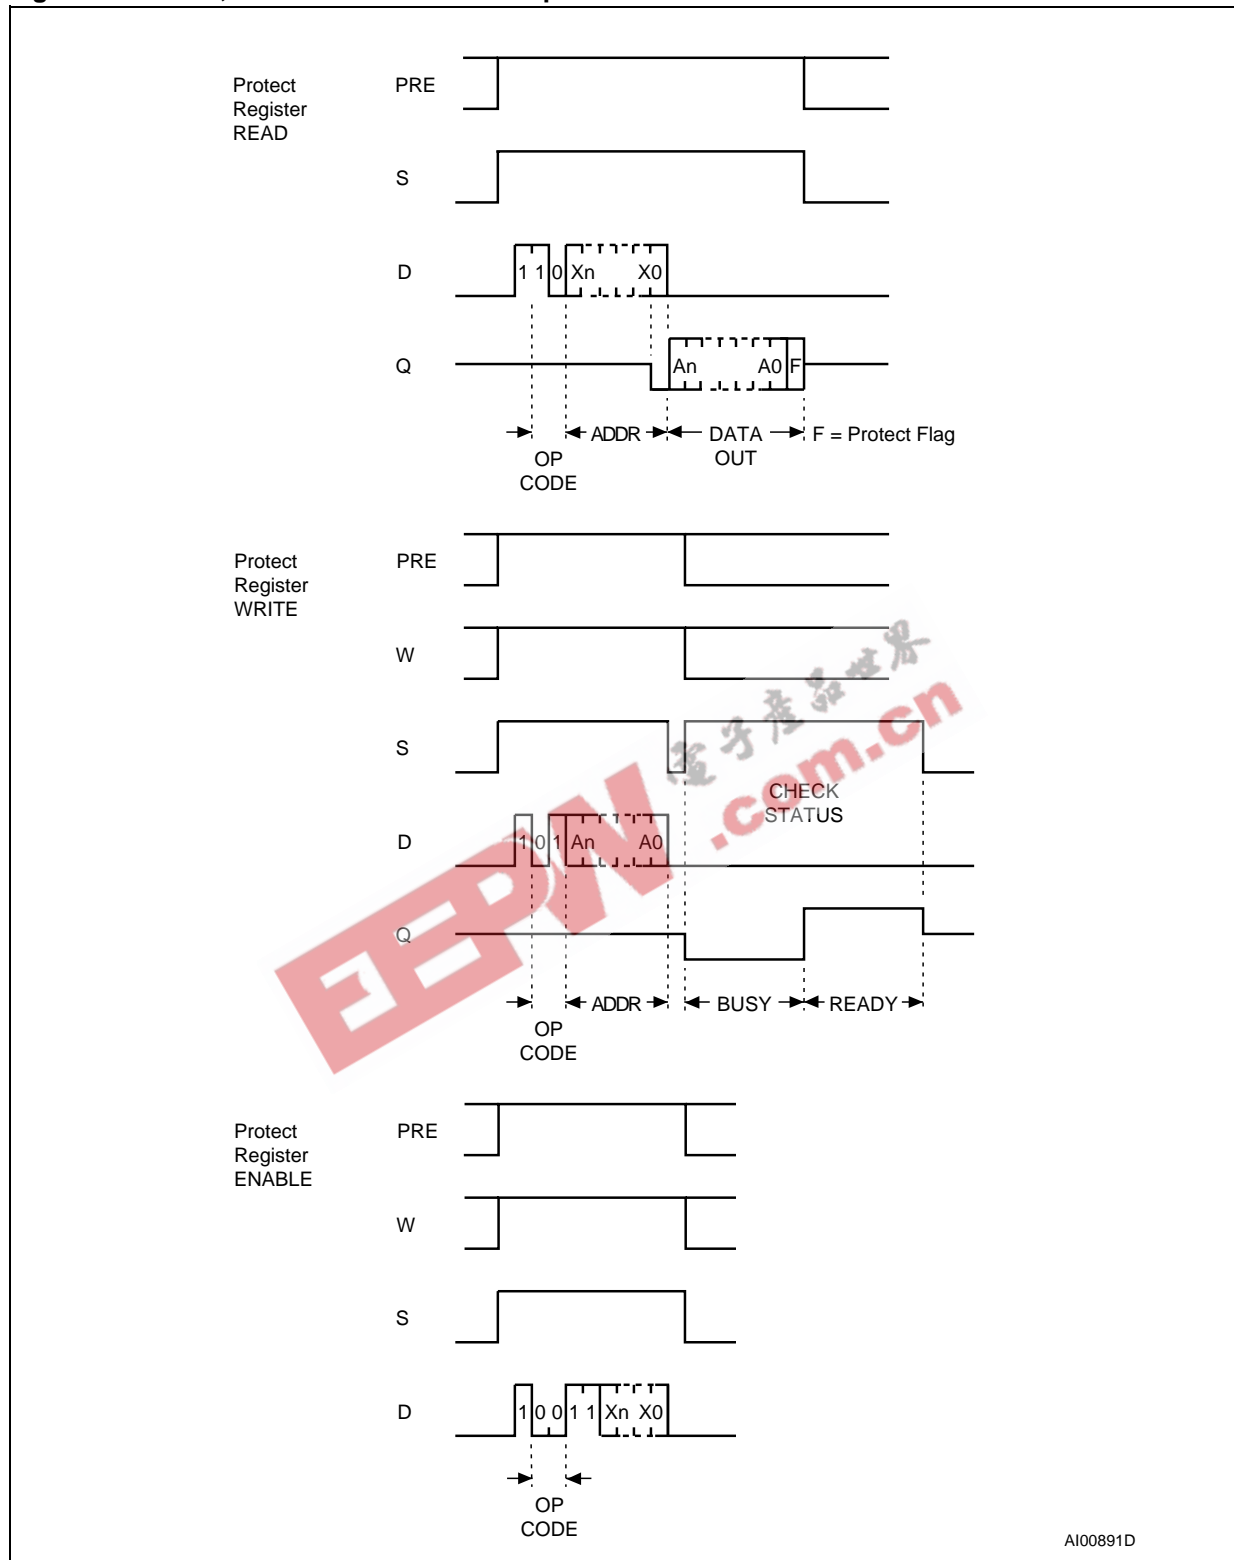 Protect
Register
READ
PRE
S
D
1 1 0 Xn X0
Q
An A0 F
ADDR
DATA
OUT
F = Protect Flag
OP
CODE
Protect
Register
WRITE
PRE
W
S
CHECK
STATUS
D
1 0 1 An A0
Q
ADDR
BUSY
READY
OP
CODE
EEPW
.com.cn
電子產品世界
Protect
Register
ENABLE
PRE
W
S
D
1 0 0 1 1 Xn X0
OP
CODE
AI00891D